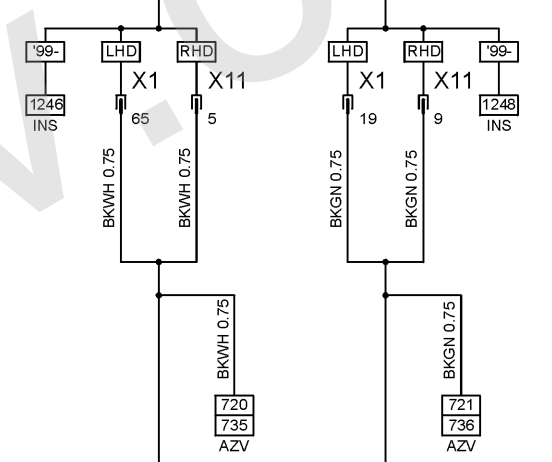 '99-
LHD
RHD
LHD
RHD
'99-
X1
X11
X1
X11
1246
1248
INS
65
5
19
9
INS
BKWH 0.75
BKWH 0.75
BKGN 0.75
BKGN 0.75
BKWH 0.75
BKGN 0.75
720
735
AZV
721
736
AZV